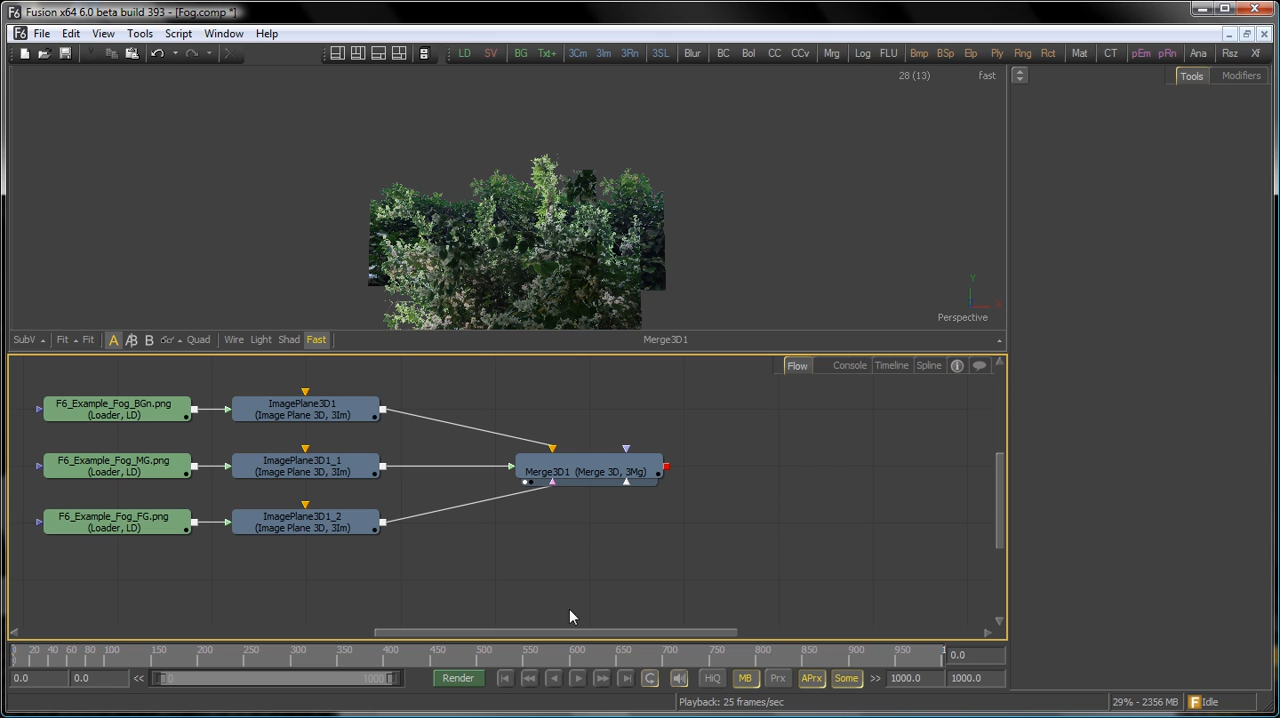 Fusion x64 6.0 beta build 393 - [Fog.comp *]
File Edit View Tools Script Window Help
LD SV BG Txt+ 3Cm 3Im 3Rn 3SL Blur BC Bol CC CCv Mrg Log FLU Bmp BSp Elp Ply Rng Rct Mat CT pEm pRn Ana Rsz Xf
28 (13) Fast
Tools Modifiers
Y
X
Perspective
SubV Fit Fit A A/B B Quad Wire Light Shad Fast Merge3D1
Flow Console Timeline Spline
F6_Example_Fog_BGn.png
(Loader, LD)
ImagePlane3D1
(Image Plane 3D, 3Im)
F6_Example_Fog_MG.png
(Loader, LD)
ImagePlane3D1_1
(Image Plane 3D, 3Im)
Merge3D1 (Merge 3D, 3Mg)
F6_Example_Fog_FG.png
(Loader, LD)
ImagePlane3D1_2
(Image Plane 3D, 3Im)
20 40 60 80 100 150 200 250 300 350 400 450 500 550 600 650 700 750 800 850 900 950 0.0
0.0 0.0 << 0 1000 Render HiQ MB Prx APrx Some >> 1000.0 1000.0
Playback: 25 frames/sec 29% - 2356 MB Idle